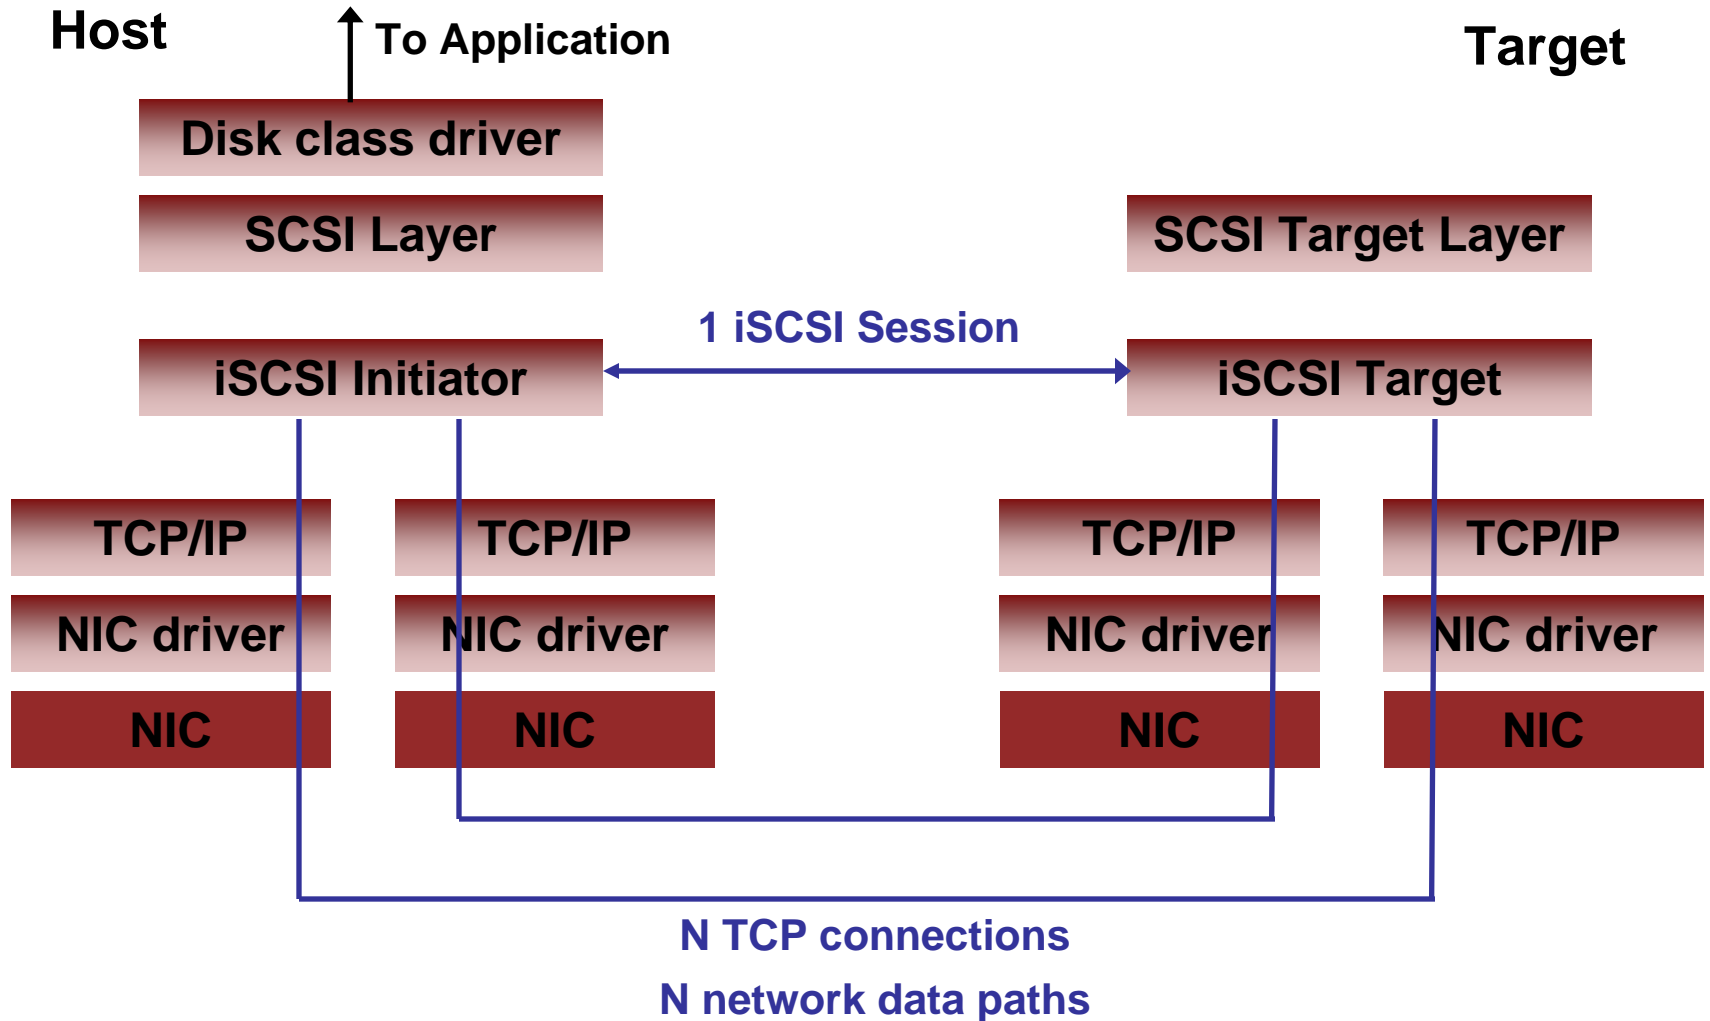 Host
To Application
Target
Disk class driver
SCSI Layer
SCSI Target Layer
1 iSCSI Session
iSCSI Initiator
iSCSI Target
TCP/IP
TCP/IP
TCP/IP
TCP/IP
NIC driver
NIC driver
NIC driver
NIC driver
NIC
NIC
NIC
NIC
N TCP connections
N network data paths